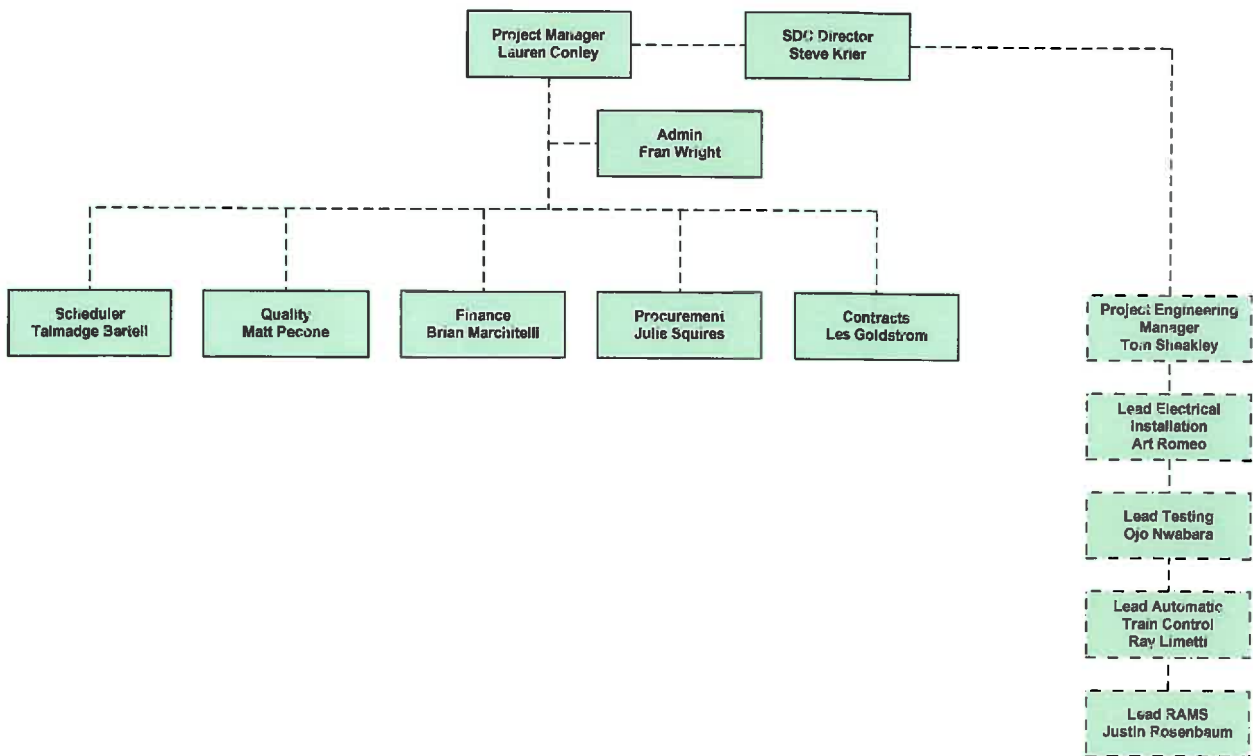 Project Manager
Lauren Conley
SDC Director
Steve Krier
Admin
Fran Wright
Scheduler
Talmadge Bartell
Quality
Matt Pecone
Finance
Brian Marchitelli
Procurement
Julie Squires
Contracts
Les Goldstrom
Project Engineering
Manager
Tom Sheakley
Lead Electrical
Installation
Art Romeo
Lead Testing
Ojo Nwabara
Lead Automatic
Train Control
Ray Limetti
Lead RAMS
Justin Rosenbaum